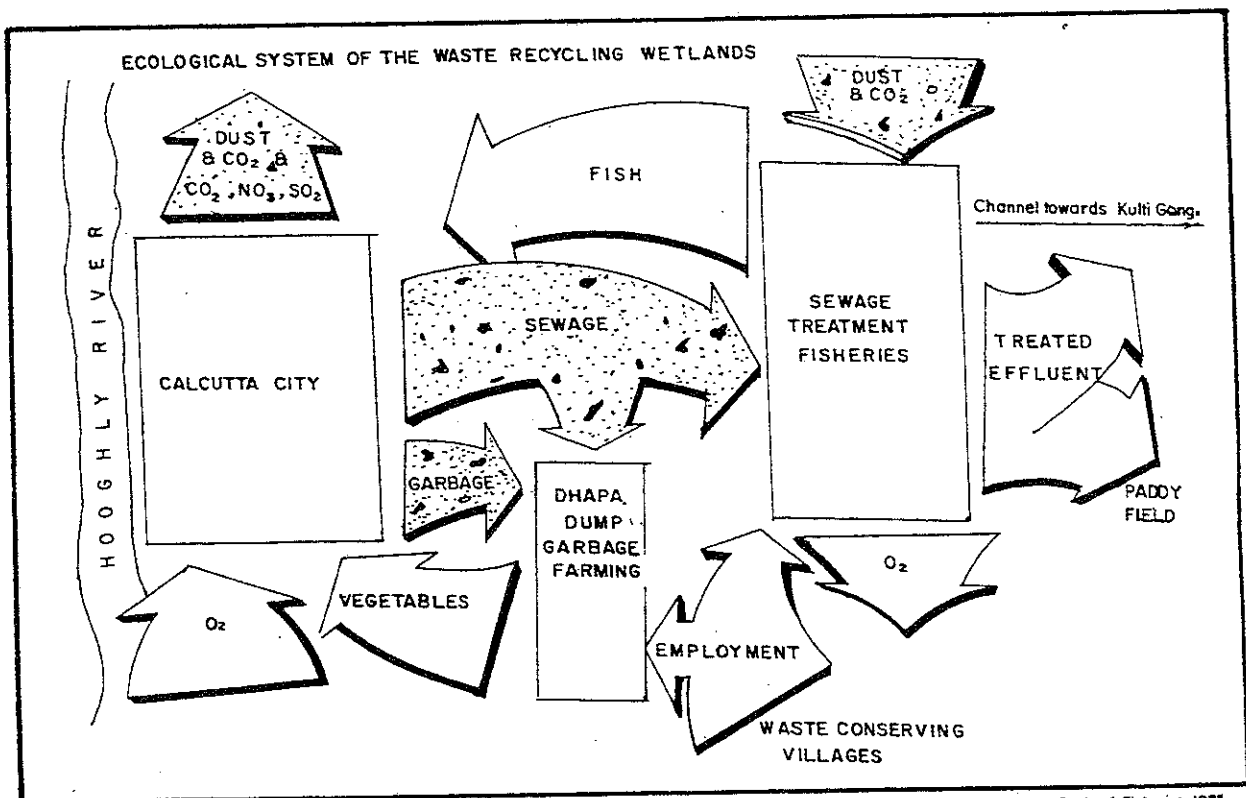 ECOLOGICAL SYSTEM OF THE WASTE RECYCLING WETLANDS
DUST
& CO₂
DUST
& CO₂ &
CO₂, NO₃, SO₂
FISH
Channel towards Kulti Gang.
HOOGHLY RIVER
CALCUTTA CITY
SEWAGE
SEWAGE
TREATMENT
FISHERIES
TREATED
EFFLUENT
GARBAGE
DHAPA
DUMP
GARBAGE
FARMING
PADDY
FIELD
O₂
VEGETABLES
O₂
EMPLOYMENT
WASTE CONSERVING
VILLAGES